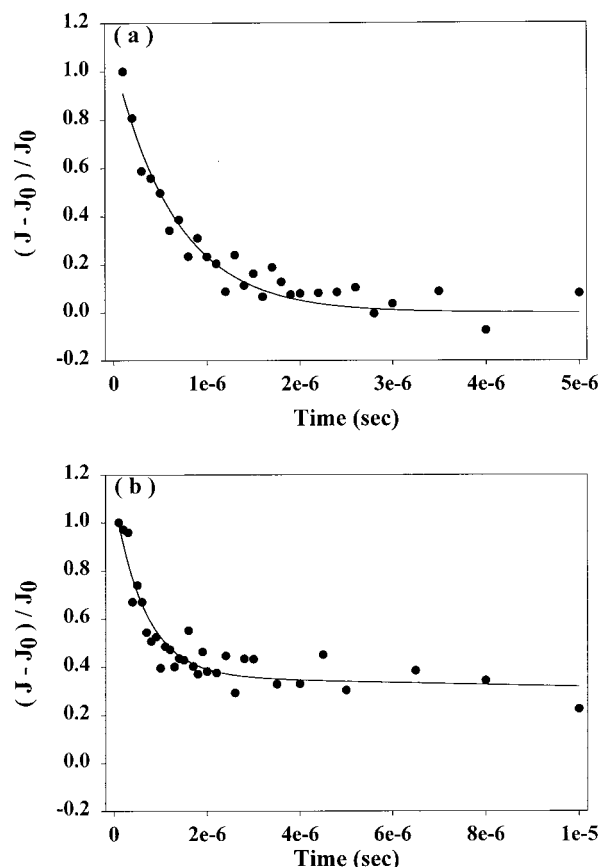 ( a )
1.2
1.0
0.8
0.6
0.4
0.2
0.0
-0.2
( J - J0 ) / J0
0 1e-6 2e-6 3e-6 4e-6 5e-6
Time (sec)
( b )
1.2
1.0
0.8
0.6
0.4
0.2
0.0
-0.2
( J - J0 ) / J0
0 2e-6 4e-6 6e-6 8e-6 1e-5
Time (sec)